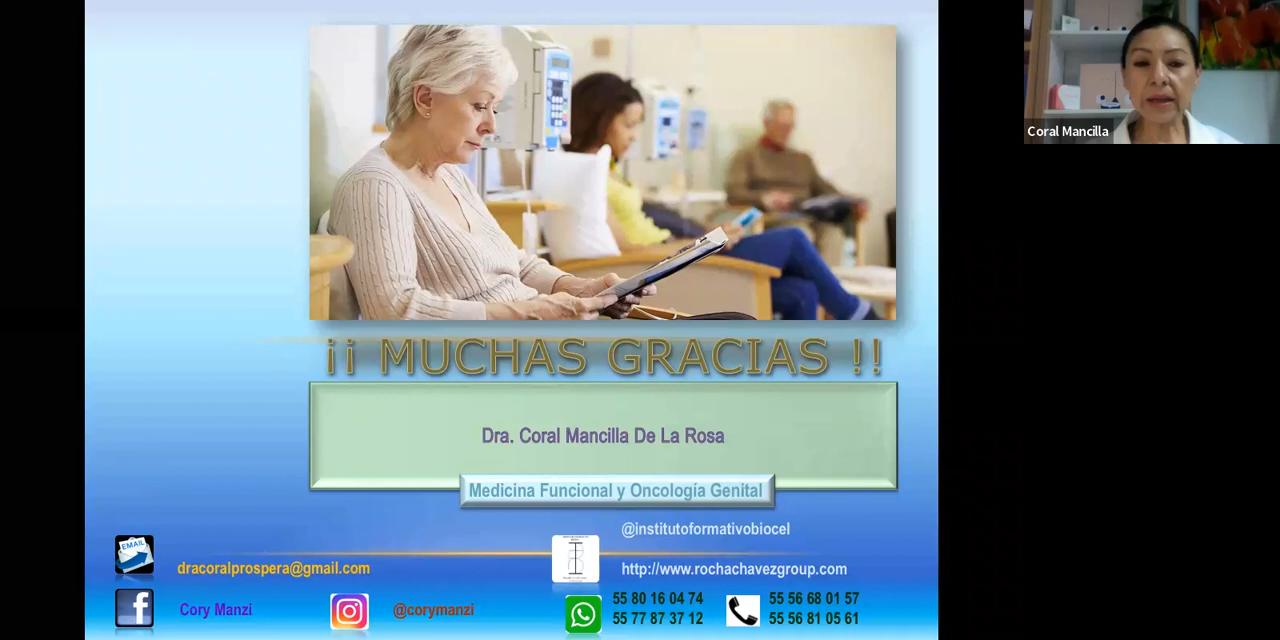 Coral Mancilla
¡¡ MUCHAS GRACIAS !!
Dra. Coral Mancilla De La Rosa
Medicina Funcional y Oncología Genital
@institutoformativobiocel
EMAIL
dracoralprospera@gmail.com
http://www.rochachavezgroup.com
Cory Manzi
@corymanzi
55 80 16 04 74
55 77 87 37 12
55 56 68 01 57
55 56 81 05 61